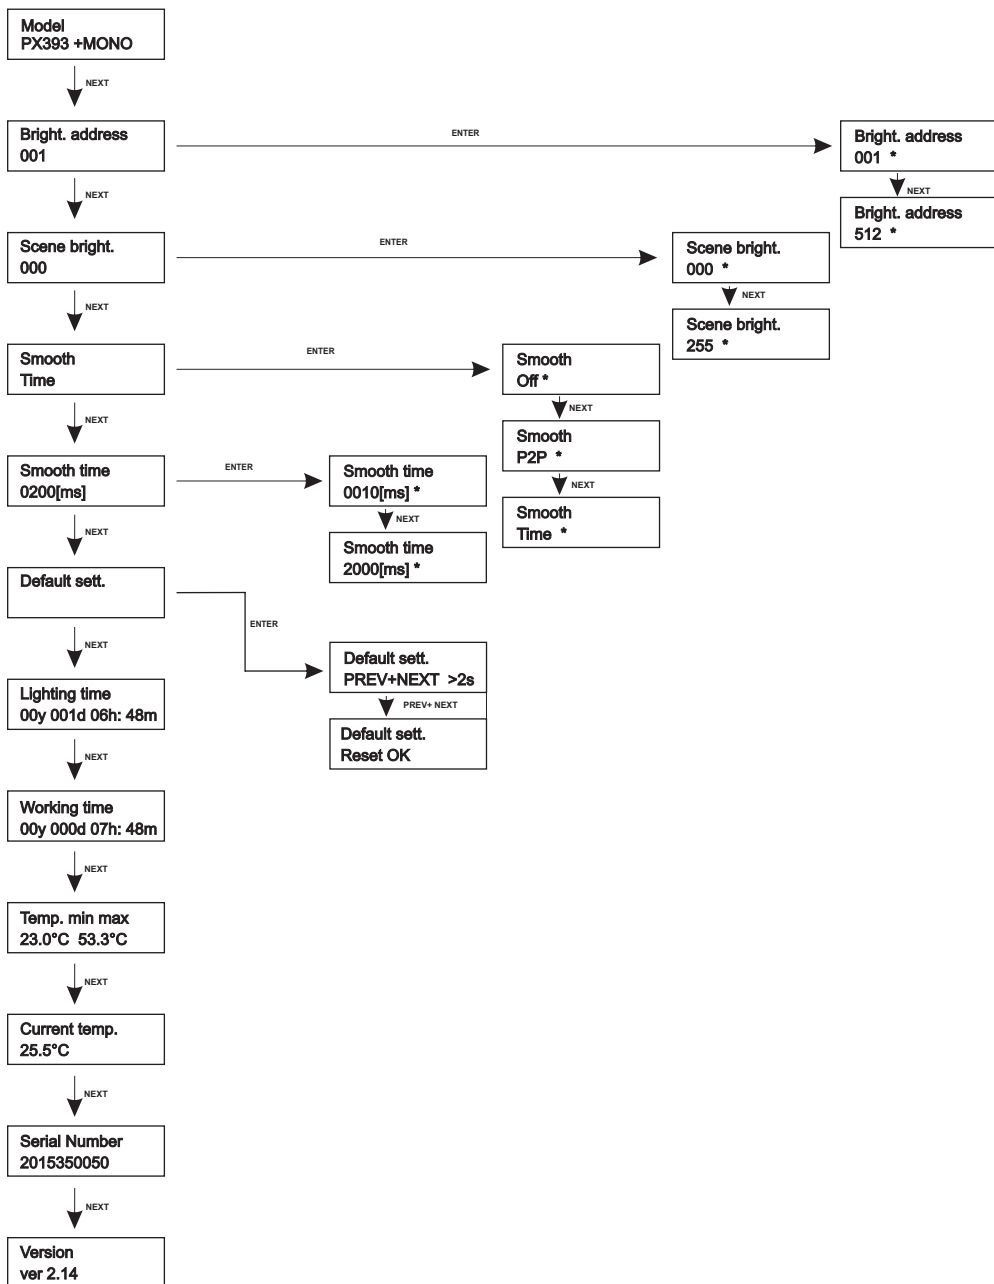 Model
PX393 +MONO
NEXT
Bright. address
001
ENTER
Bright. address
001 *
NEXT
Bright. address
512 *
NEXT
Scene bright.
000
ENTER
Scene bright.
000 *
NEXT
Scene bright.
255 *
NEXT
Smooth
Time
ENTER
Smooth
Off *
NEXT
Smooth
P2P *
NEXT
Smooth
Time *
NEXT
Smooth time
0200[ms]
ENTER
Smooth time
0010[ms] *
NEXT
Smooth time
2000[ms] *
NEXT
Default sett.
ENTER
Default sett.
PREV+NEXT >2s
PREV+ NEXT
Default sett.
Reset OK
NEXT
Lighting time
00y 001d 06h: 48m
NEXT
Working time
00y 000d 07h: 48m
NEXT
Temp. min max
23.0°C 53.3°C
NEXT
Current temp.
25.5°C
NEXT
Serial Number
2015350050
NEXT
Version
ver 2.14